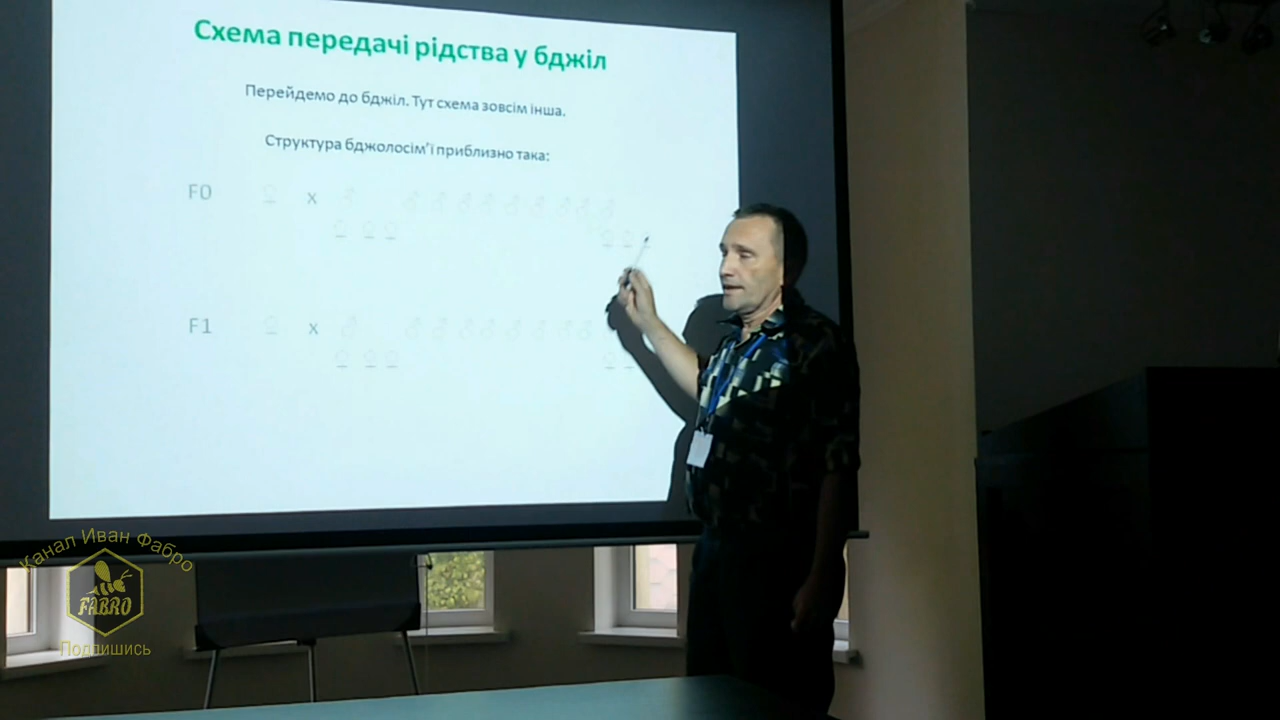 Схема передачі рідства у бджіл
Перейдемо до бджіл. Тут схема зовсім інша.
Структура бджолосім'ї приблизно така:
F0 ♀ x ♂ ♂ ♂ ♂ ♂ ♂ ♂ ♂ ♂ ♂
♀ ♀ ♀ ♀ ♀ ♀
F1 ♀ x ♂ ♂ ♂ ♂ ♂ ♂ ♂ ♂ ♂
♀ ♀ ♀ ♀ ♀
Канал Иван Фабро
FABRO
Подпишись